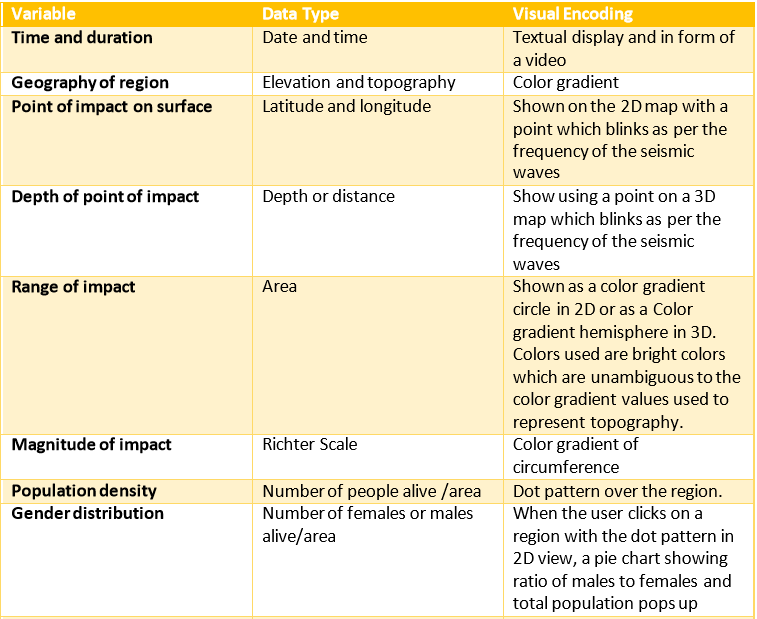 Variable Data Type Visual Encoding
Time and duration Date and time Textual display and in form of
a video
Geography of region Elevation and topography Color gradient
Point of impact on surface Latitude and longitude Shown on the 2D map with a
point which blinks as per the
frequency of the seismic
waves
Depth of point of impact Depth or distance Show using a point on a 3D
map which blinks as per the
frequency of the seismic
waves
Range of impact Area Shown as a color gradient
circle in 2D or as a Color
gradient hemisphere in 3D.
Colors used are bright colors
which are unambiguous to the
color gradient values used to
represent topography.
Magnitude of impact Richter Scale Color gradient of
circumference
Population density Number of people alive /area Dot pattern over the region.
Gender distribution Number of females or males When the user clicks on a
alive/area region with the dot pattern in
2D view, a pie chart showing
ratio of males to females and
total population pops up